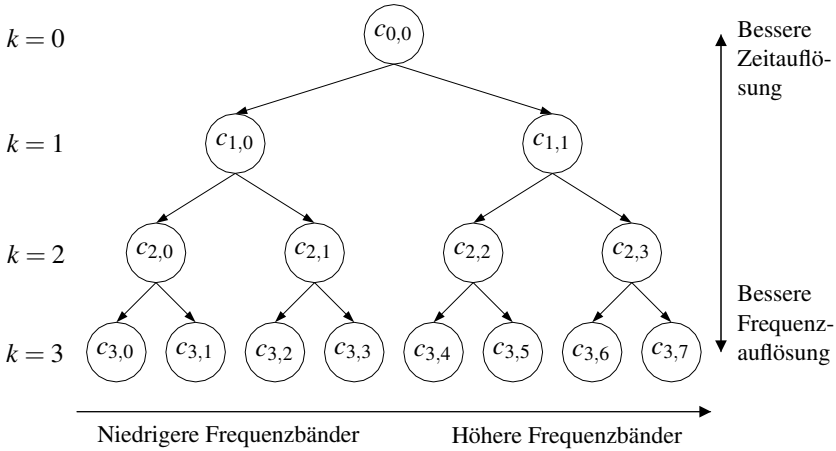 k = 0
c0,0
Bessere
Zeitauflö-
sung
k = 1
c1,0
c1,1
k = 2
c2,0
c2,1
c2,2
c2,3
Bessere
Frequenz-
auflösung
k = 3
c3,0
c3,1
c3,2
c3,3
c3,4
c3,5
c3,6
c3,7
Niedrigere Frequenzbänder
Höhere Frequenzbänder